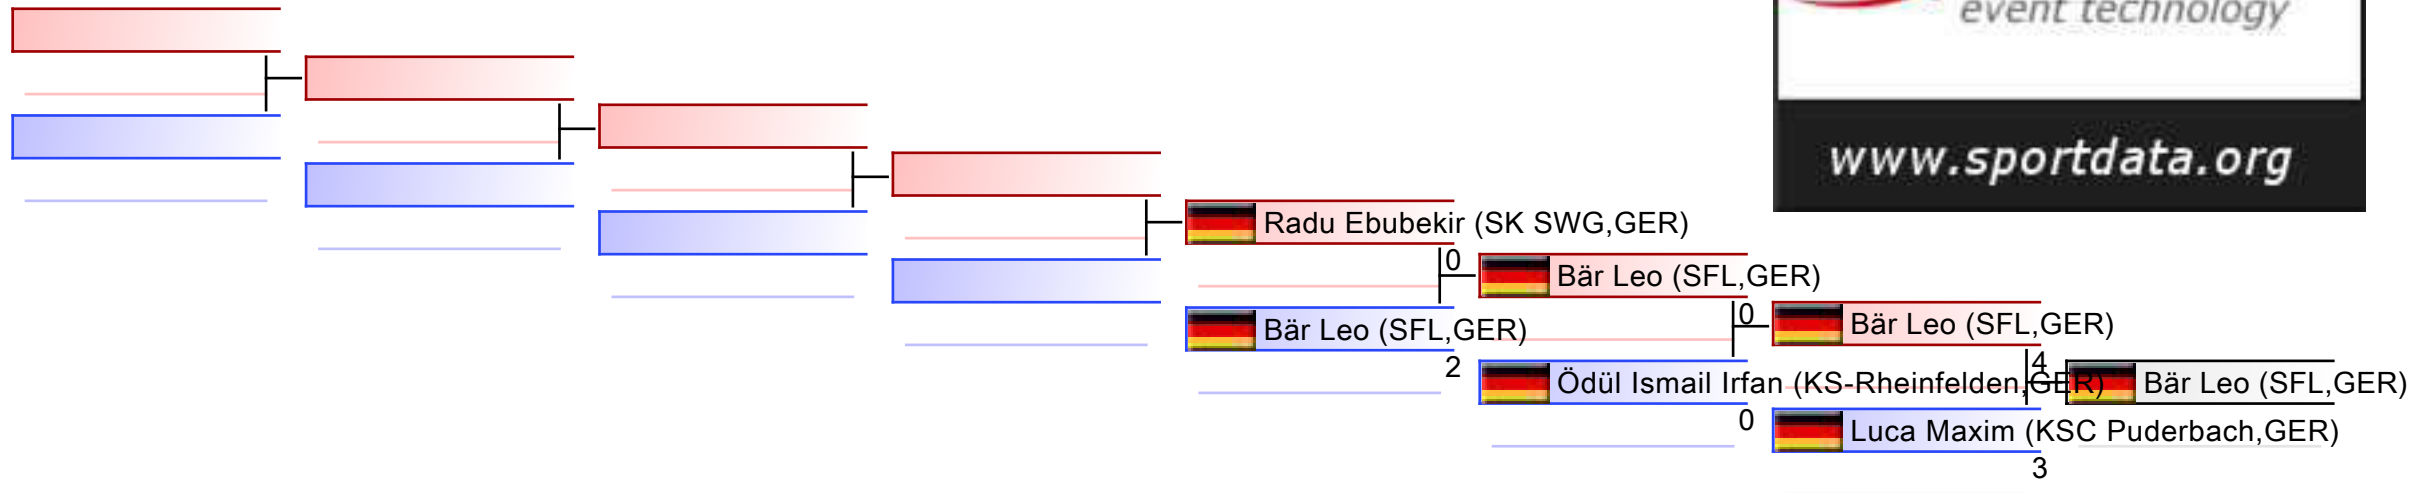 event technology
www.sportdata.org
Radu Ebubekir (SK SWG,GER)
0
Bär Leo (SFL,GER)
Bär Leo (SFL,GER)
2
0
Bär Leo (SFL,GER)
Ödül Ismail Irfan (KS-Rheinfelden,GER)
0
4
Bär Leo (SFL,GER)
Luca Maxim (KSC Puderbach,GER)
3